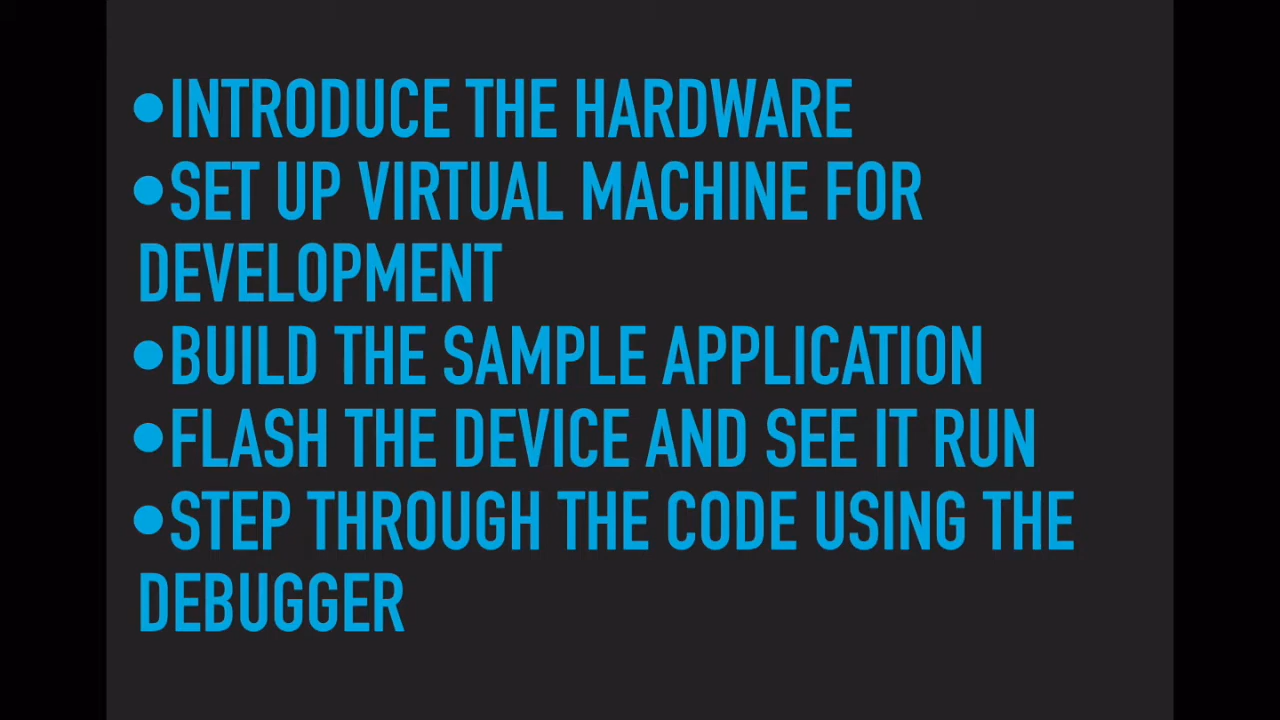 •INTRODUCE THE HARDWARE
•SET UP VIRTUAL MACHINE FOR
DEVELOPMENT
•BUILD THE SAMPLE APPLICATION
•FLASH THE DEVICE AND SEE IT RUN
•STEP THROUGH THE CODE USING THE
DEBUGGER